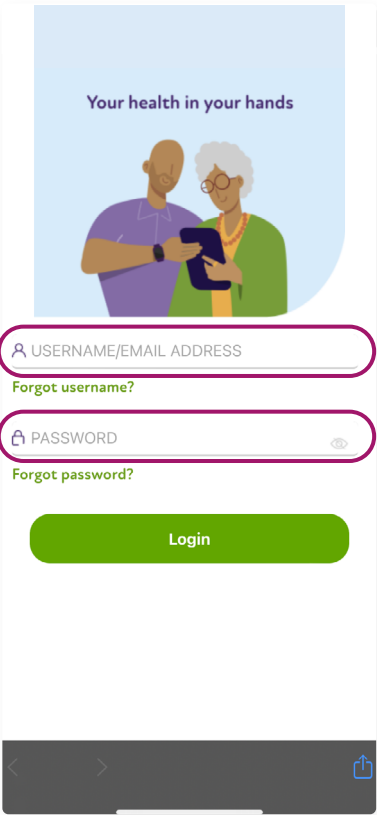 Your health in your hands
USERNAME/EMAIL ADDRESS
Forgot username?
PASSWORD
Forgot password?
Login